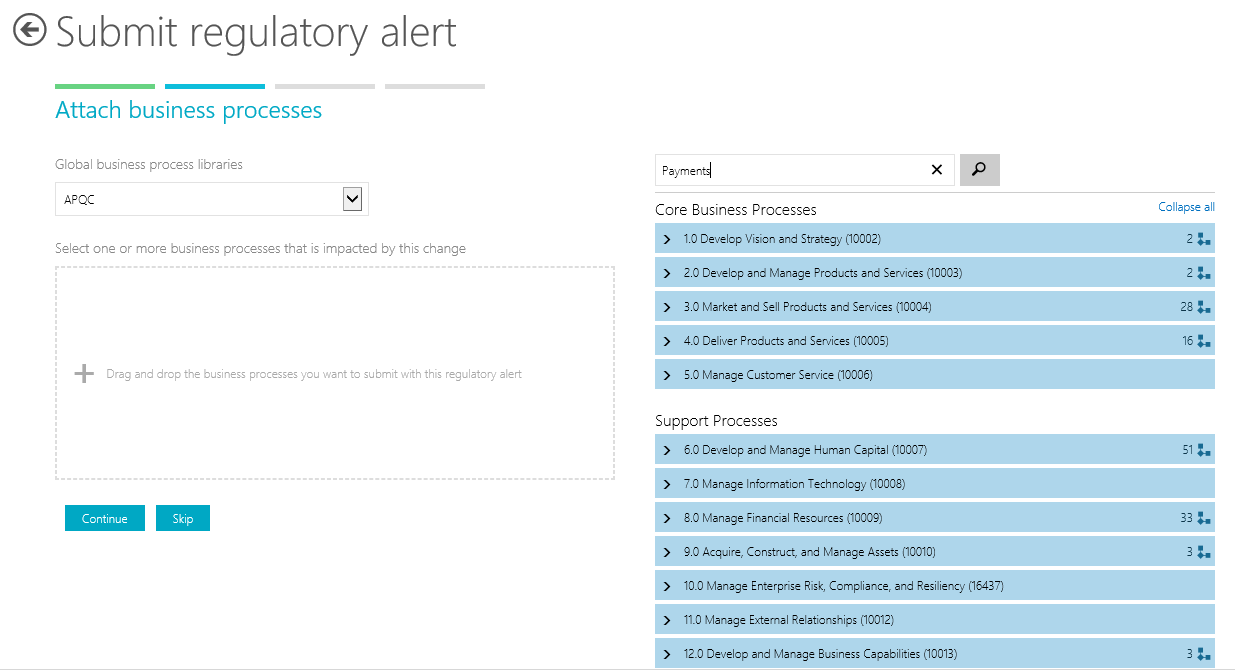 Submit regulatory alert
Attach business processes
Global business process libraries
APQC
Select one or more business processes that is impacted by this change
Drag and drop the business processes you want to submit with this regulatory alert
Continue
Skip
Payments
Core Business Processes
Collapse all
1.0 Develop Vision and Strategy (10002) 2
2.0 Develop and Manage Products and Services (10003) 2
3.0 Market and Sell Products and Services (10004) 28
4.0 Deliver Products and Services (10005) 16
5.0 Manage Customer Service (10006)
Support Processes
6.0 Develop and Manage Human Capital (10007) 51
7.0 Manage Information Technology (10008)
8.0 Manage Financial Resources (10009) 33
9.0 Acquire, Construct, and Manage Assets (10010) 3
10.0 Manage Enterprise Risk, Compliance, and Resiliency (16437)
11.0 Manage External Relationships (10012)
12.0 Develop and Manage Business Capabilities (10013) 3